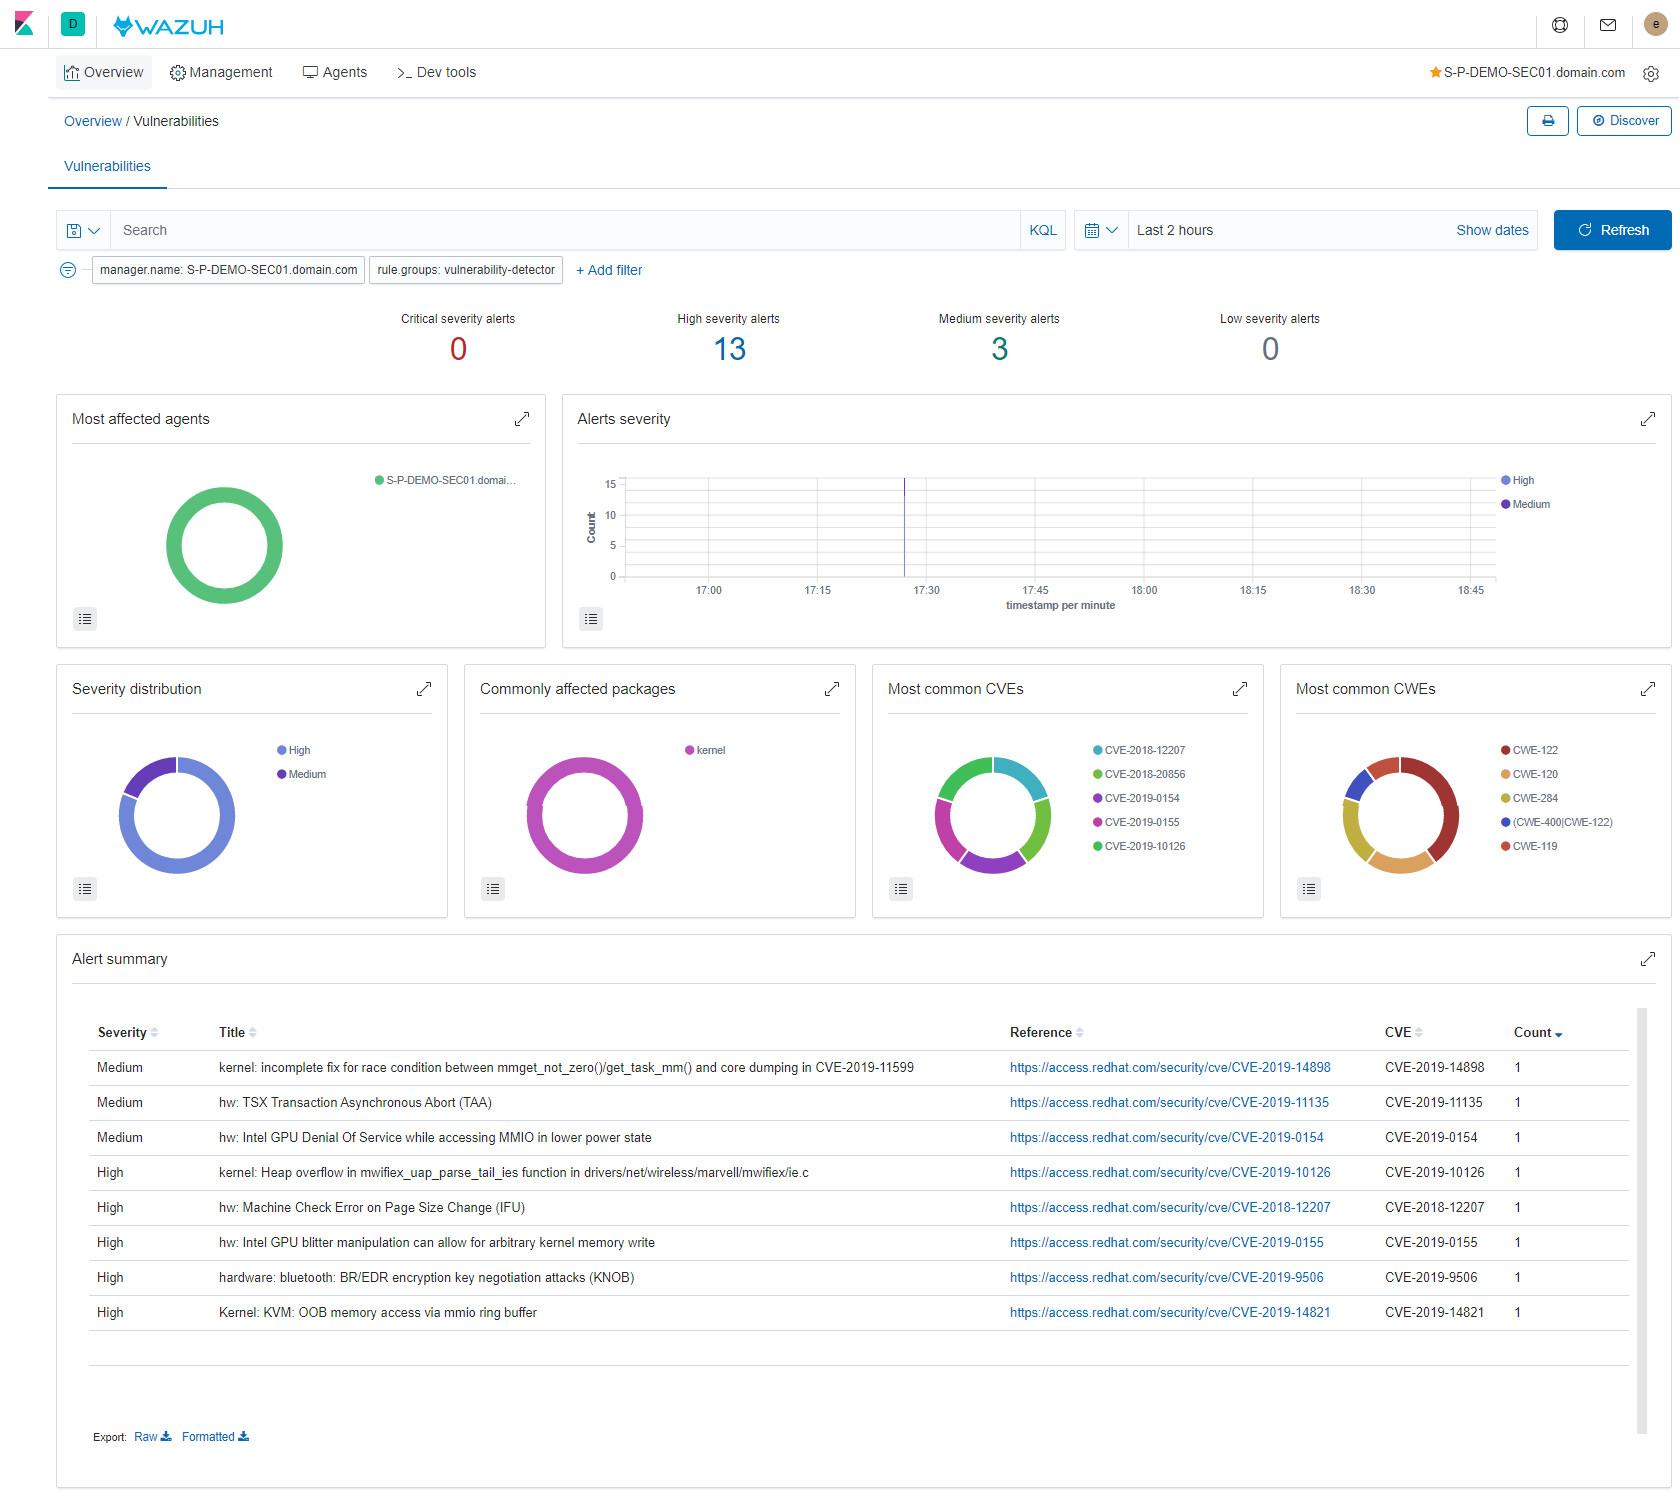 D WAZUH e
Overview Management Agents Dev tools S-P-DEMO-SEC01.domain.com
Overview / Vulnerabilities Discover
Vulnerabilities
Search KQL Last 2 hours Show dates Refresh
manager.name: S-P-DEMO-SEC01.domain.com rule.groups: vulnerability-detector + Add filter
Critical severity alerts High severity alerts Medium severity alerts Low severity alerts
0 13 3 0
Most affected agents
S-P-DEMO-SEC01.domai...
Alerts severity
High
Medium
15
10
5
0
Count
17:00 17:15 17:30 17:45 18:00 18:15 18:30 18:45
timestamp per minute
Severity distribution
High
Medium
Commonly affected packages
kernel
Most common CVEs
CVE-2018-12207
CVE-2018-20856
CVE-2019-0154
CVE-2019-0155
CVE-2019-10126
Most common CWEs
CWE-122
CWE-120
CWE-284
(CWE-400|CWE-122)
CWE-119
Alert summary
Severity Title Reference CVE Count
Medium kernel: incomplete fix for race condition between mmget_not_zero()/get_task_mm() and core dumping in CVE-2019-11599 https://access.redhat.com/security/cve/CVE-2019-14898 CVE-2019-14898 1
Medium hw: TSX Transaction Asynchronous Abort (TAA) https://access.redhat.com/security/cve/CVE-2019-11135 CVE-2019-11135 1
Medium hw: Intel GPU Denial Of Service while accessing MMIO in lower power state https://access.redhat.com/security/cve/CVE-2019-0154 CVE-2019-0154 1
High kernel: Heap overflow in mwifiex_uap_parse_tail_ies function in drivers/net/wireless/marvell/mwifiex/ie.c https://access.redhat.com/security/cve/CVE-2019-10126 CVE-2019-10126 1
High hw: Machine Check Error on Page Size Change (IFU) https://access.redhat.com/security/cve/CVE-2018-12207 CVE-2018-12207 1
High hw: Intel GPU blitter manipulation can allow for arbitrary kernel memory write https://access.redhat.com/security/cve/CVE-2019-0155 CVE-2019-0155 1
High hardware: bluetooth: BR/EDR encryption key negotiation attacks (KNOB) https://access.redhat.com/security/cve/CVE-2019-9506 CVE-2019-9506 1
High Kernel: KVM: OOB memory access via mmio ring buffer https://access.redhat.com/security/cve/CVE-2019-14821 CVE-2019-14821 1
Export: Raw Formatted